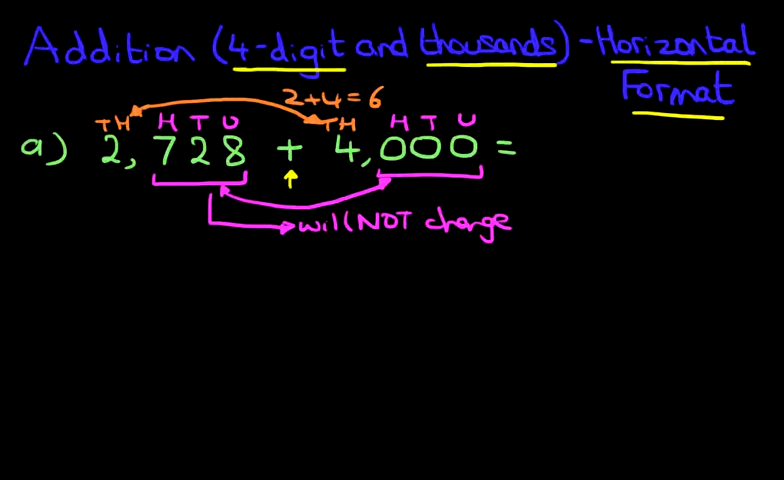 Addition (4-digit and thousands) - Horizontal
Format
2+4=6
TH H T U TH H T U
a) 2,728 + 4,000 =
will NOT change